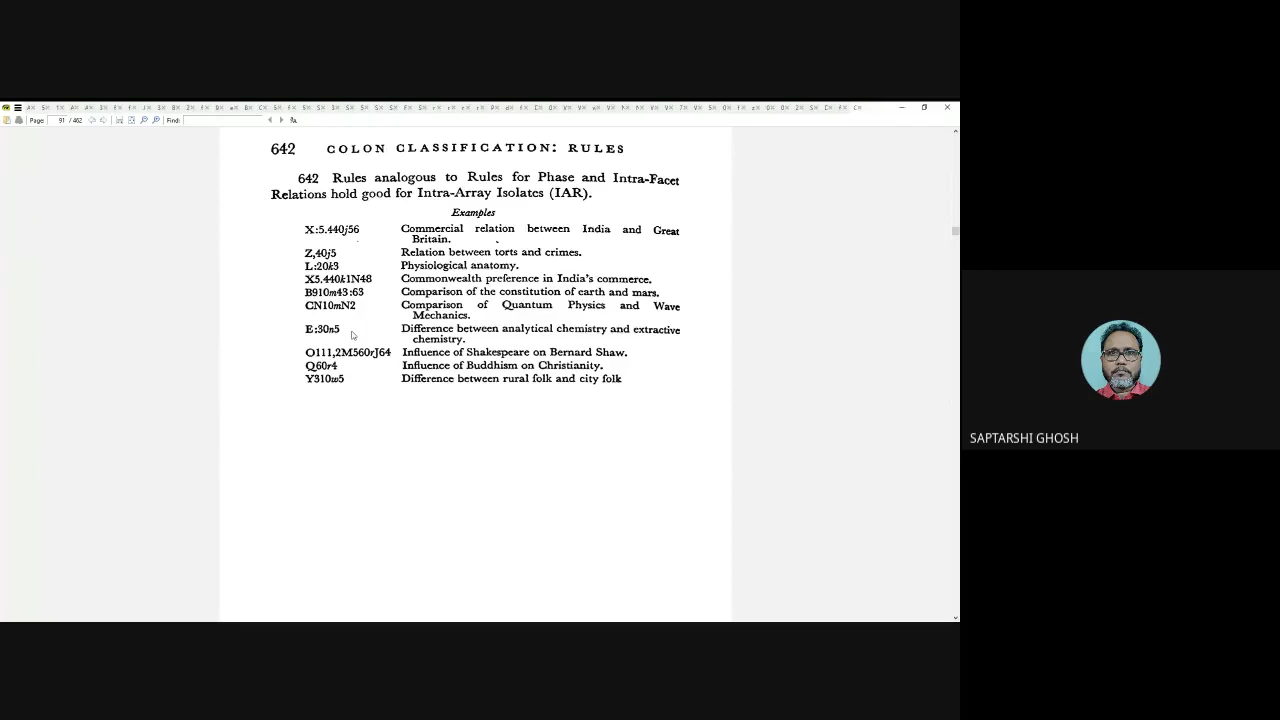 Page 91 / 462 Find:
642 COLON CLASSIFICATION: RULES
642 Rules analogous to Rules for Phase and Intra-Facet
Relations hold good for Intra-Array Isolates (IAR).
Examples
X:5.440j56 Commercial relation between India and Great
Britain.
Z,40j5 Relation between torts and crimes.
L:20k3 Physiological anatomy.
X5.440k1N48 Commonwealth preference in India's commerce.
B910m43:63 Comparison of the constitution of earth and mars.
CN10mN2 Comparison of Quantum Physics and Wave
Mechanics.
E:30n5 Difference between analytical chemistry and extractive
chemistry.
O111,2M560rJ64 Influence of Shakespeare on Bernard Shaw.
Q60r4 Influence of Buddhism on Christianity.
Y310w5 Difference between rural folk and city folk
SAPTARSHI GHOSH